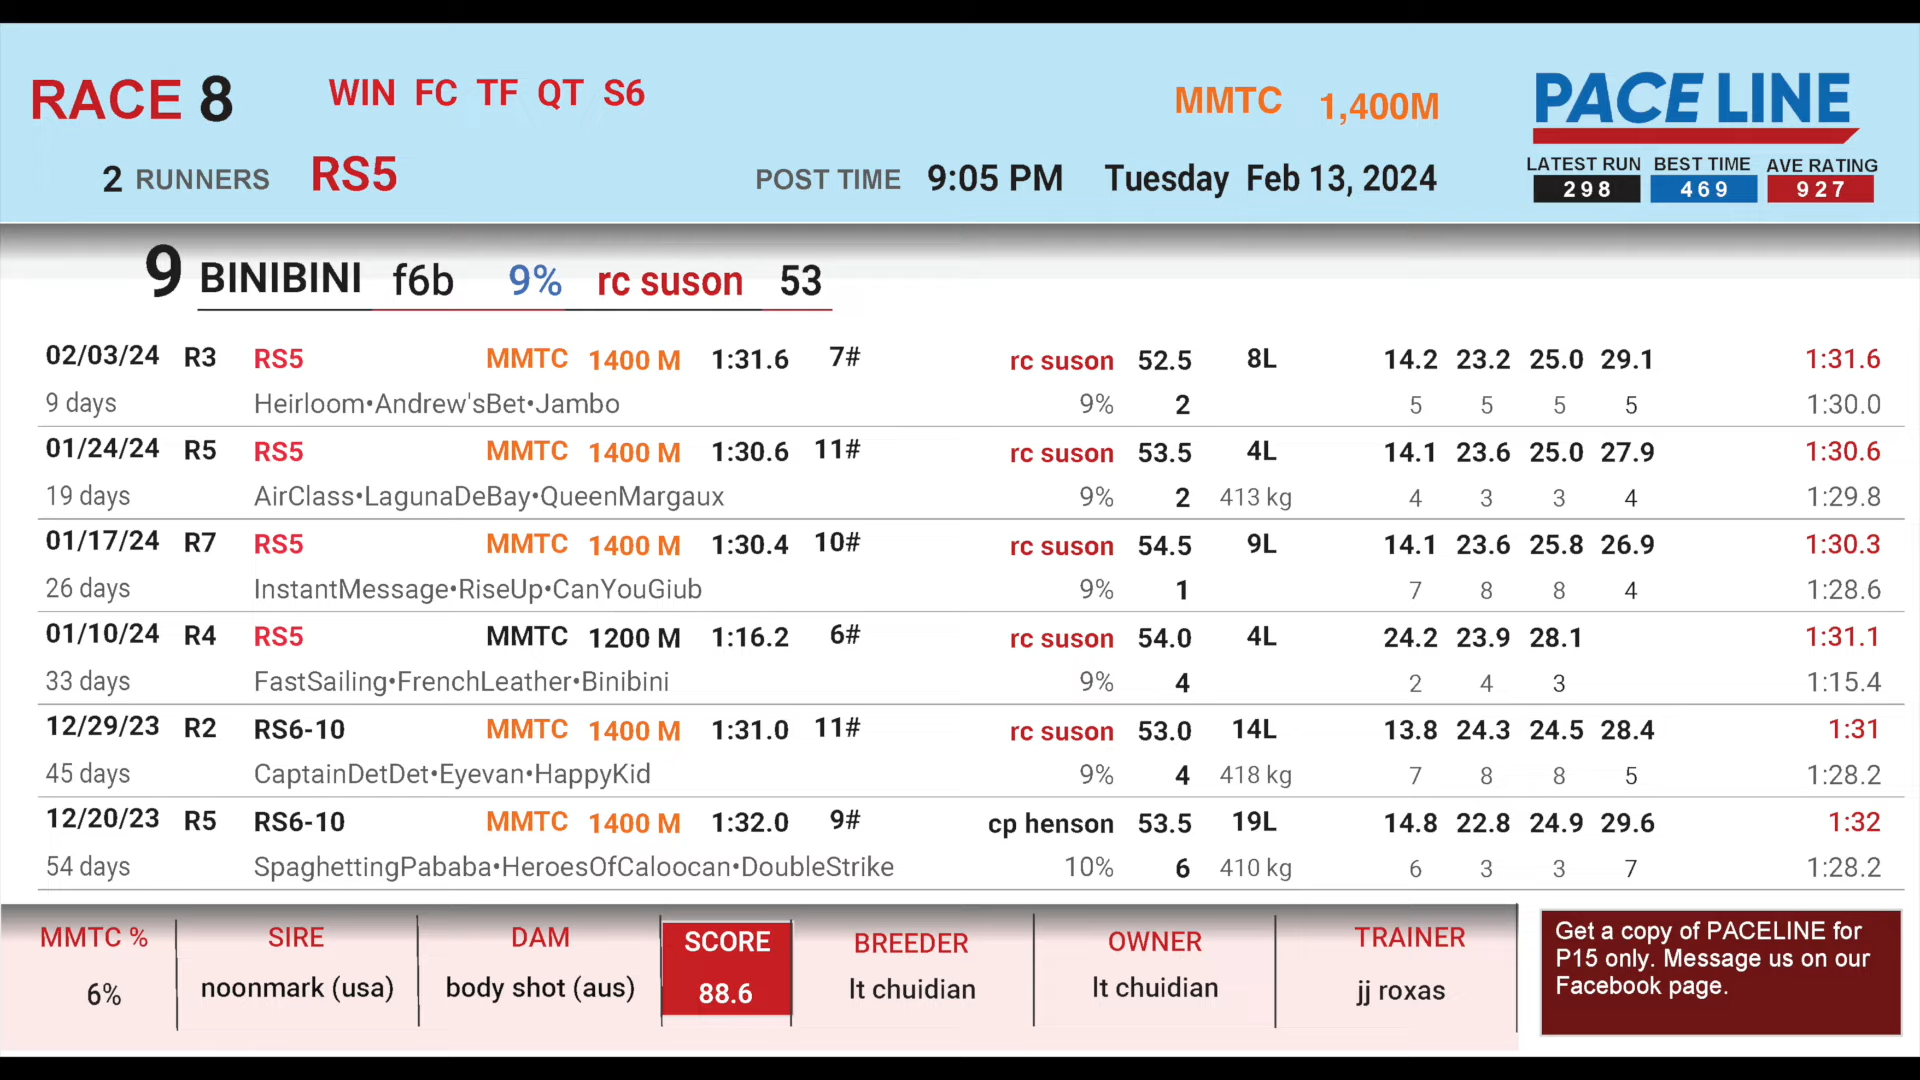 RACE 8 WIN FC TF QT S6 MMTC 1,400M PACE LINE
2 RUNNERS RS5 POST TIME 9:05 PM Tuesday Feb 13, 2024
LATEST RUN BEST TIME AVE RATING
298 469 927
9 BINIBINI f6b 9% rc suson 53
02/03/24 R3 RS5 MMTC 1400 M 1:31.6 7# rc suson 52.5 8L 14.2 23.2 25.0 29.1 1:31.6
9 days Heirloom•Andrew'sBet•Jambo 9% 2 5 5 5 5 1:30.0
01/24/24 R5 RS5 MMTC 1400 M 1:30.6 11# rc suson 53.5 4L 14.1 23.6 25.0 27.9 1:30.6
19 days AirClass•LagunaDeBay•QueenMargaux 9% 2 413 kg 4 3 3 4 1:29.8
01/17/24 R7 RS5 MMTC 1400 M 1:30.4 10# rc suson 54.5 9L 14.1 23.6 25.8 26.9 1:30.3
26 days InstantMessage•RiseUp•CanYouGiub 9% 1 7 8 8 4 1:28.6
01/10/24 R4 RS5 MMTC 1200 M 1:16.2 6# rc suson 54.0 4L 24.2 23.9 28.1 1:31.1
33 days FastSailing•FrenchLeather•Binibini 9% 4 2 4 3 1:15.4
12/29/23 R2 RS6-10 MMTC 1400 M 1:31.0 11# rc suson 53.0 14L 13.8 24.3 24.5 28.4 1:31
45 days CaptainDetDet•Eyevan•HappyKid 9% 4 418 kg 7 8 8 5 1:28.2
12/20/23 R5 RS6-10 MMTC 1400 M 1:32.0 9# cp henson 53.5 19L 14.8 22.8 24.9 29.6 1:32
54 days SpaghettingPababa•HeroesOfCaloocan•DoubleStrike 10% 6 410 kg 6 3 3 7 1:28.2
MMTC % SIRE DAM SCORE BREEDER OWNER TRAINER
6% noonmark (usa) body shot (aus) 88.6 lt chuidian lt chuidian jj roxas
Get a copy of PACELINE for
P15 only. Message us on our
Facebook page.